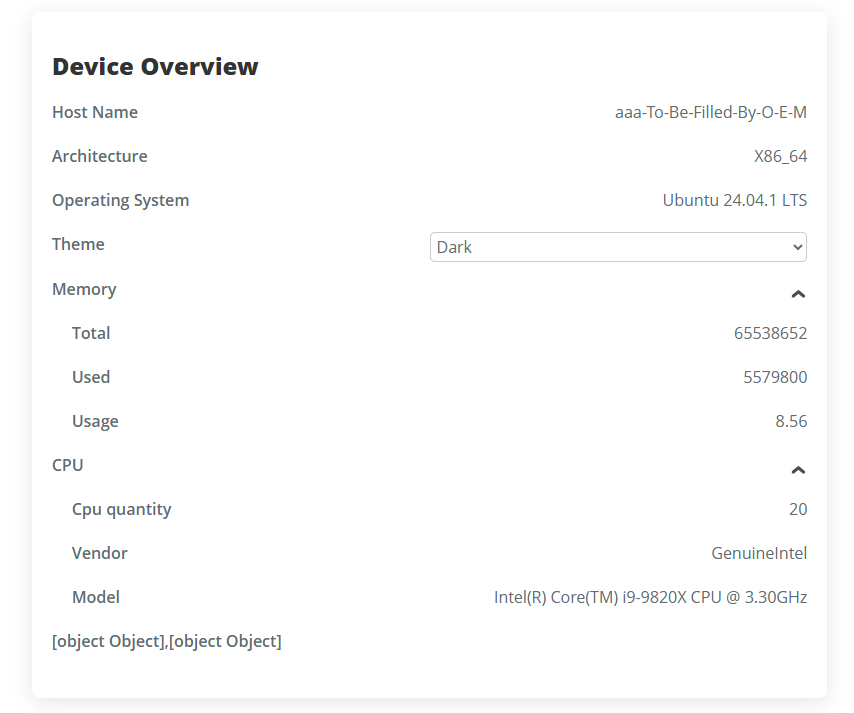 Device Overview
Host Name aaa-To-Be-Filled-By-O-E-M
Architecture X86_64
Operating System Ubuntu 24.04.1 LTS
Theme Dark
Memory
Total 65538652
Used 5579800
Usage 8.56
CPU
Cpu quantity 20
Vendor GenuineIntel
Model Intel(R) Core(TM) i9-9820X CPU @ 3.30GHz
[object Object],[object Object]